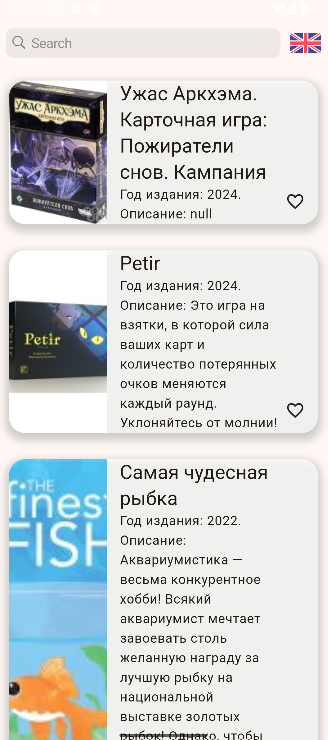 Search
УЖАС АРКХЭМА
ПОЖИРАТЕЛИ СНОВ
Ужас Аркхэма.
Карточная игра:
Пожиратели
снов. Кампания
Год издания: 2024.
Описание: null
Petir
Petir
Год издания: 2024.
Описание: Это игра на
взятки, в которой сила
ваших карт и
количество потерянных
очков меняются
каждый раунд.
Уклоняйтесь от молнии!
THE
finest
FISH
Самая чудесная
рыбка
Год издания: 2022.
Описание:
Аквариумистика —
весьма конкурентное
хобби! Всякий
аквариумист мечтает
завоевать столь
желанную награду за
лучшую рыбку на
национальной
выставке золотых
рыбок! Однако, чтобы